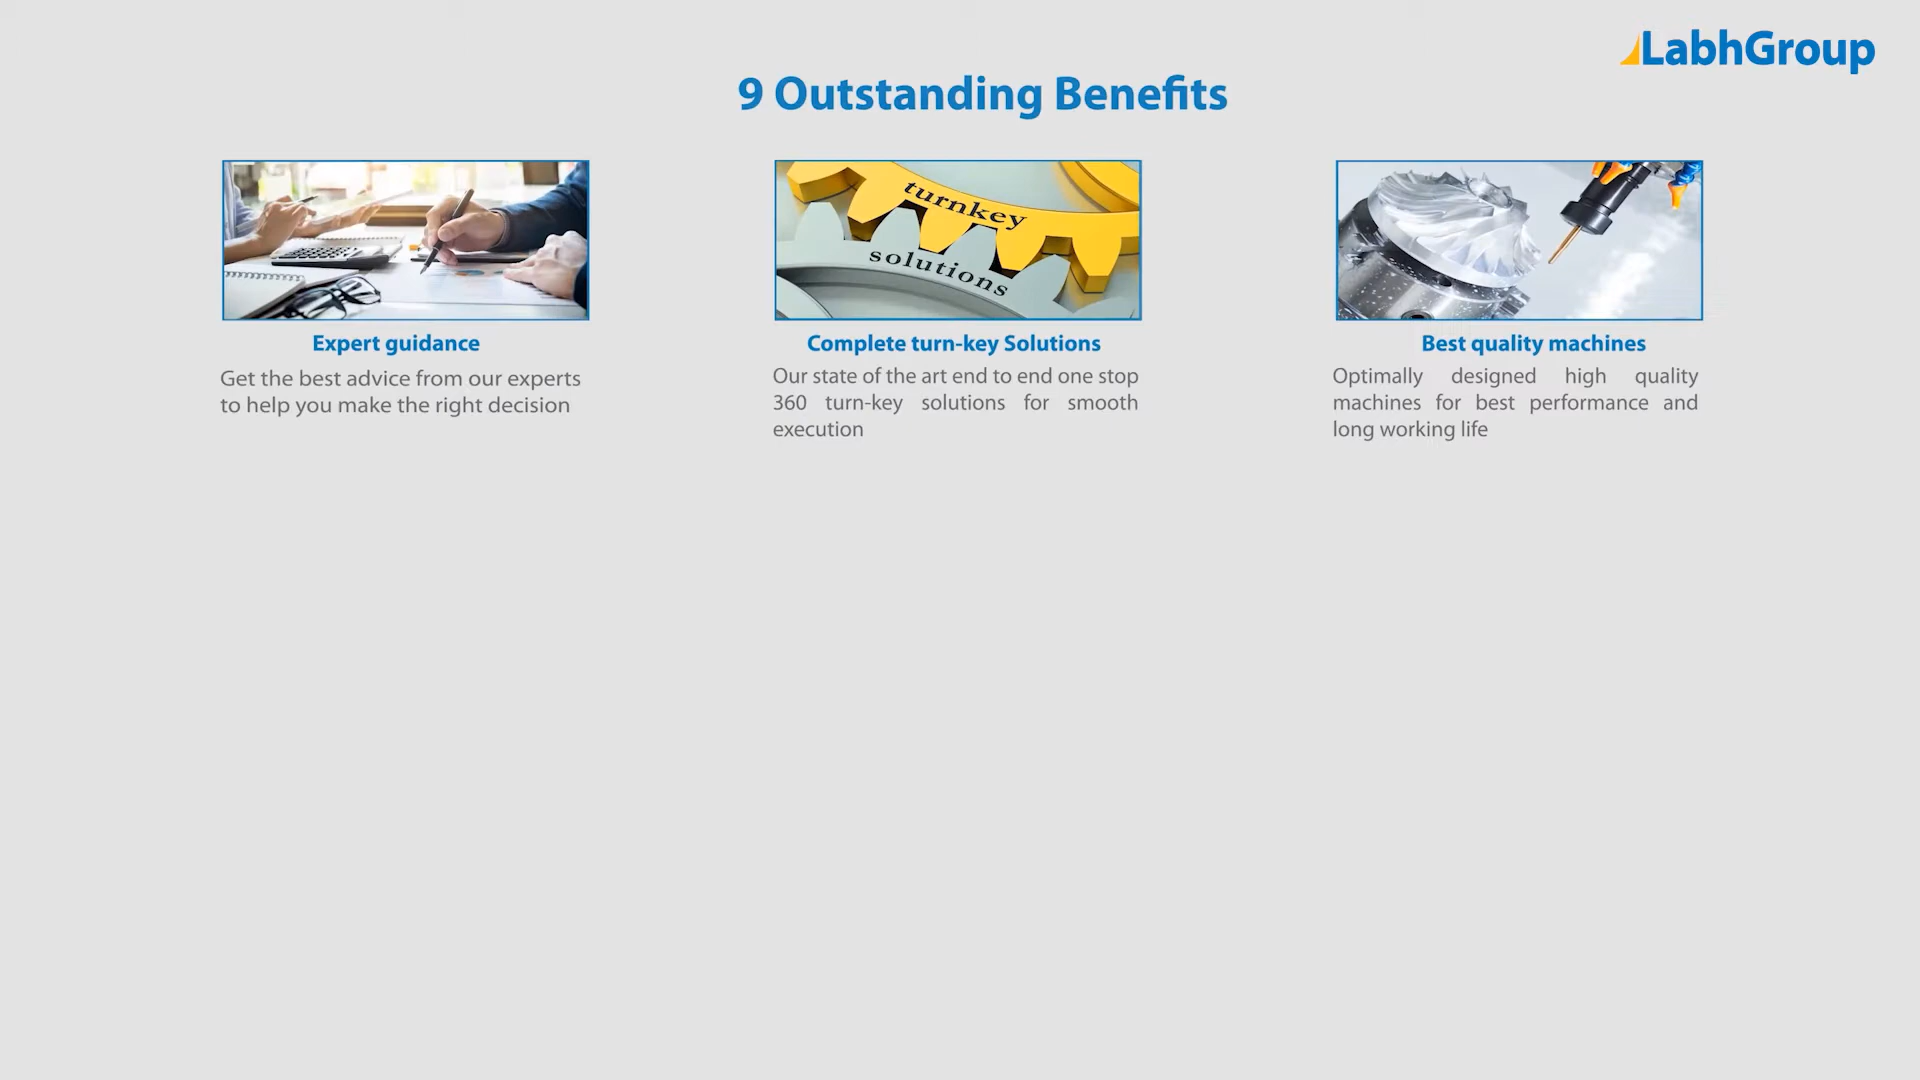 LabhGroup
9 Outstanding Benefits
turnkey
solutions
Expert guidance
Get the best advice from our experts
to help you make the right decision
Complete turn-key Solutions
Our state of the art end to end one stop
360 turn-key solutions for smooth
execution
Best quality machines
Optimally designed high quality
machines for best performance and
long working life